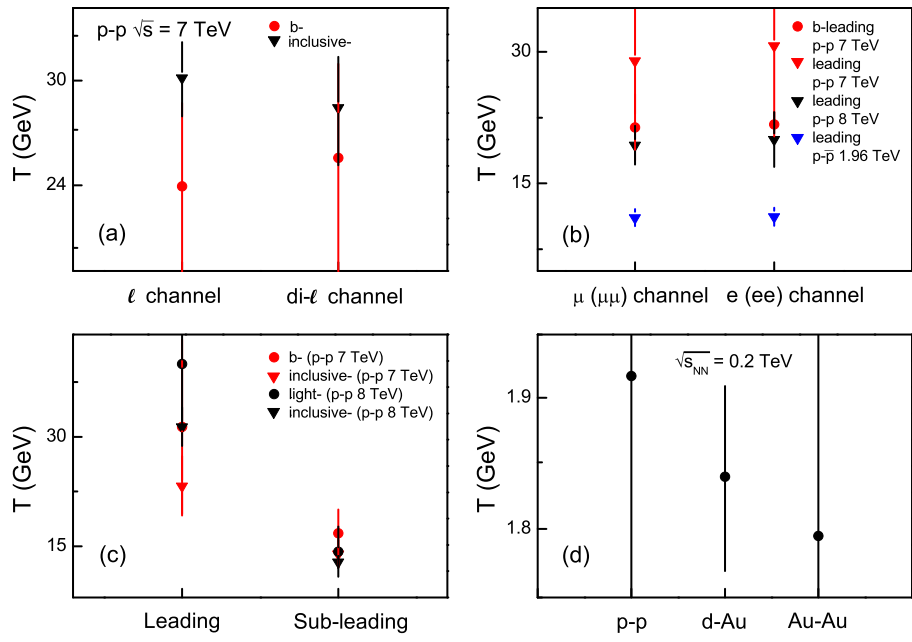 p-p √s = 7 TeV
b-
inclusive-
30
24
T (GeV)
(a)
ℓ channel
di-ℓ channel
b-leading
p-p 7 TeV
leading
p-p 7 TeV
leading
p-p 8 TeV
leading
p-p̄ 1.96 TeV
30
15
T (GeV)
(b)
μ (μμ) channel
e (ee) channel
b- (p-p 7 TeV)
inclusive- (p-p 7 TeV)
light- (p-p 8 TeV)
inclusive- (p-p 8 TeV)
30
15
T (GeV)
(c)
Leading
Sub-leading
√sNN = 0.2 TeV
1.9
1.8
T (GeV)
(d)
p-p
d-Au
Au-Au